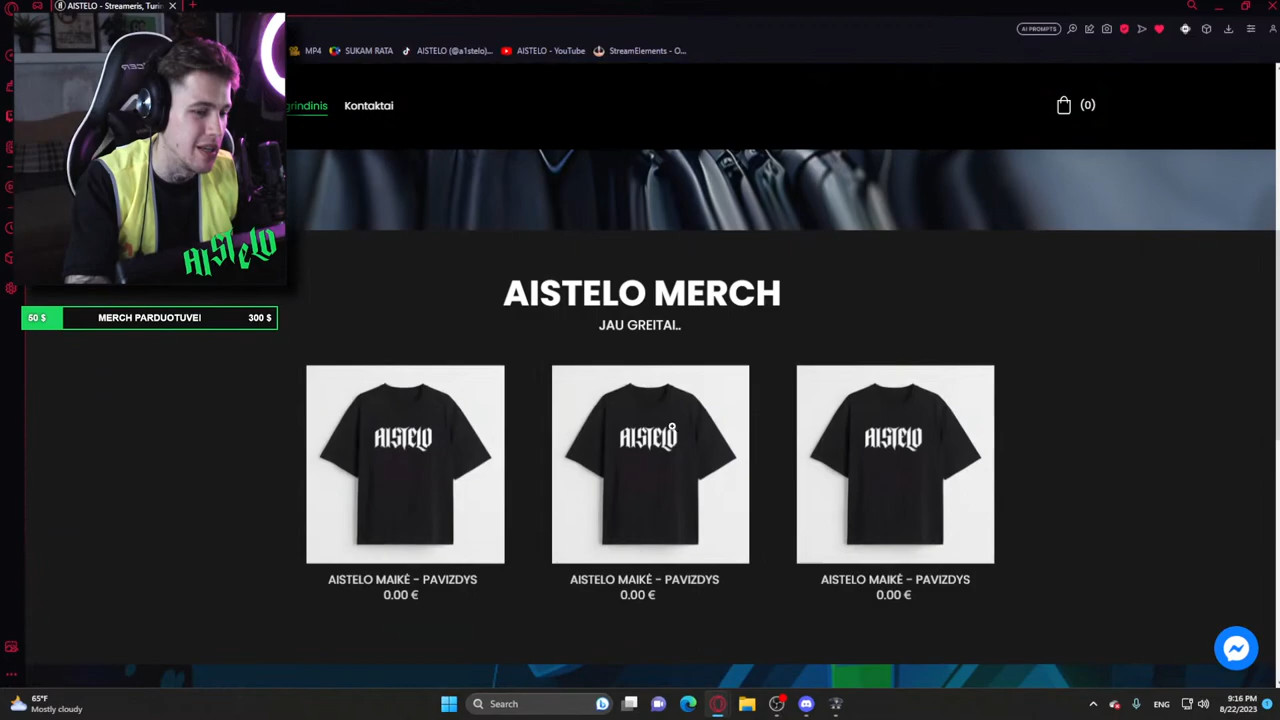 AISTELO - Streameris, Turin
AI PROMPTS
MP4
SUKAM RATA
AISTELO (@a1stelo)...
AISTELO - YouTube
StreamElements - O...
grindinis
Kontaktai
(0)
AISTELO
50 $
MERCH PARDUOTUVE!
300 $
AISTELO MERCH
JAU GREITAI..
AISTELO
AISTELO
AISTELO
AISTELO MAIKĖ - PAVIZDYS
0.00 €
AISTELO MAIKĖ - PAVIZDYS
0.00 €
AISTELO MAIKĖ - PAVIZDYS
0.00 €
65°F
Mostly cloudy
Search
ENG
9:16 PM
8/22/2023